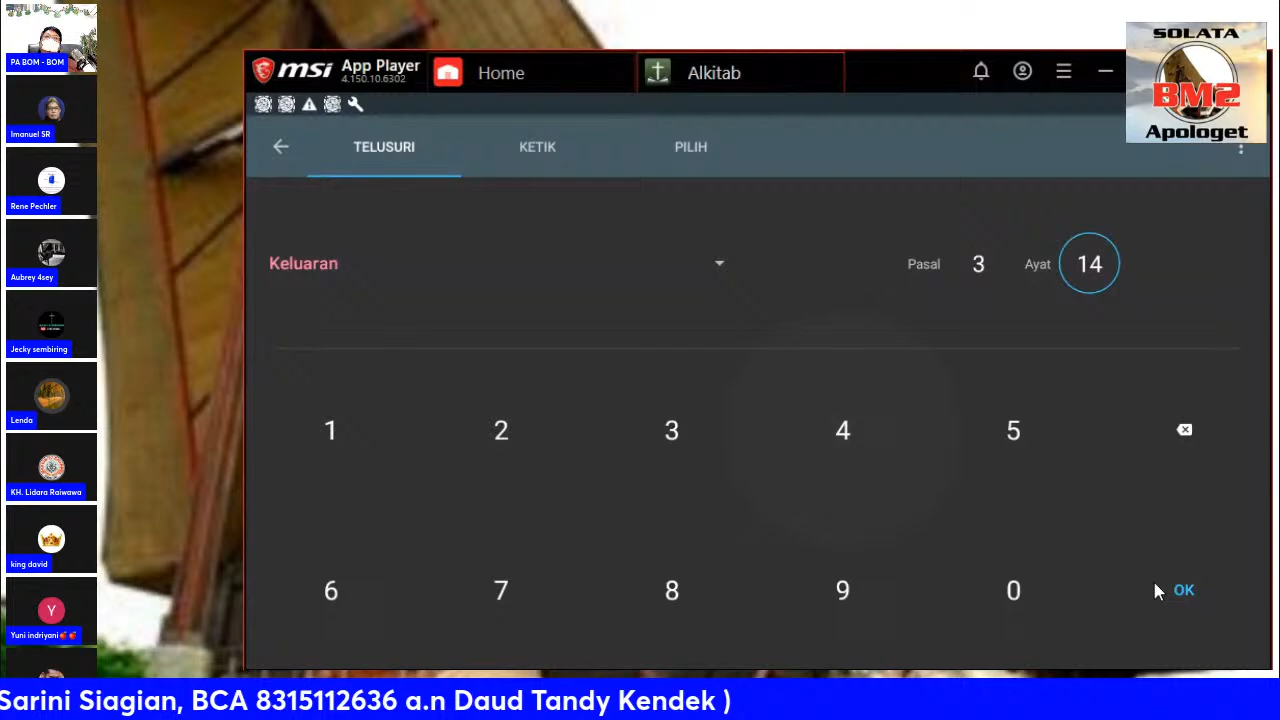 PA BOM - BOM
Imanuel SR
Rene Pechler
Aubrey 4sey
Jecky sembiring
Lenda
KH. Lidara Raiwawa
king david
Y
Yuni indriyani🍎🍎
msi App Player
4.150.10.6302
Home
Alkitab
SOLATA
BM2
Apologet
TELUSURI
KETIK
PILIH
Keluaran
Pasal 3 Ayat 14
1 2 3 4 5
6 7 8 9 0 OK
Sarini Siagian, BCA 8315112636 a.n Daud Tandy Kendek )